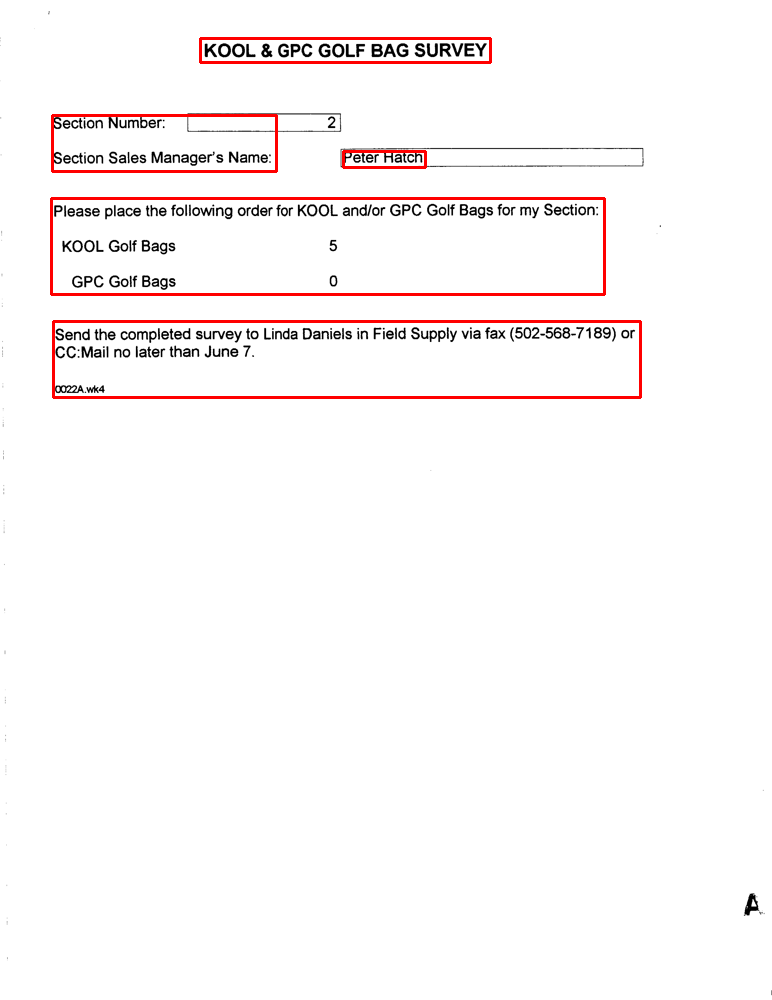 KOOL & GPC GOLF BAG SURVEY
Section Number: 2
Section Sales Manager's Name: Peter Hatch
Please place the following order for KOOL and/or GPC Golf Bags for my Section:
KOOL Golf Bags 5
GPC Golf Bags 0
Send the completed survey to Linda Daniels in Field Supply via fax (502-568-7189) or
CC:Mail no later than June 7.
0022A.wk4
A